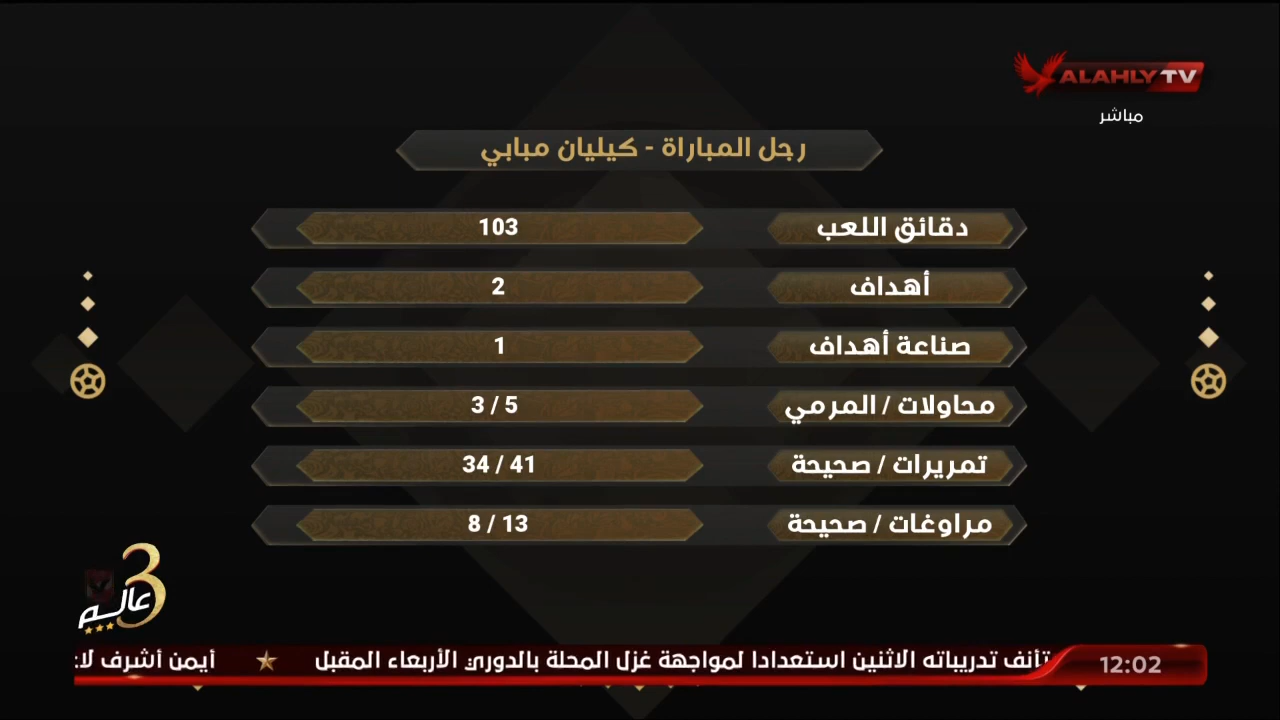 ALAHLY TV
مباشر
رجل المباراة - كيليان مبابي
دقائق اللعب 103
أهداف 2
صناعة أهداف 1
محاولات / المرمي 3 / 5
تمريرات / صحيحة 34 / 41
مراوغات / صحيحة 8 / 13
3 عالم
12:02 تأنف تدريباته الاثنين استعدادا لمواجهة غزل المحلة بالدوري الأربعاء المقبل أيمن أشرف